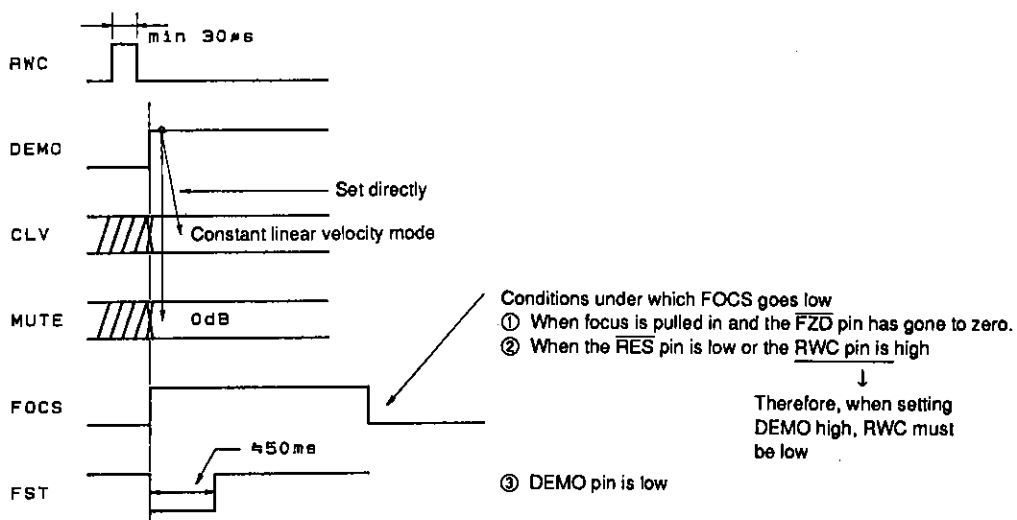 min 30μs
RWC
DEMO
Set directly
CLV
Constant linear velocity mode
MUTE
0dB
Conditions under which FOCS goes low
① When focus is pulled in and the F̅Z̅D̅ pin has gone to zero.
② When the R̅E̅S̅ pin is low or the RWC pin is high
↓
Therefore, when setting
DEMO high, RWC must
be low
FOCS
≒50ms
FST
③ DEMO pin is low